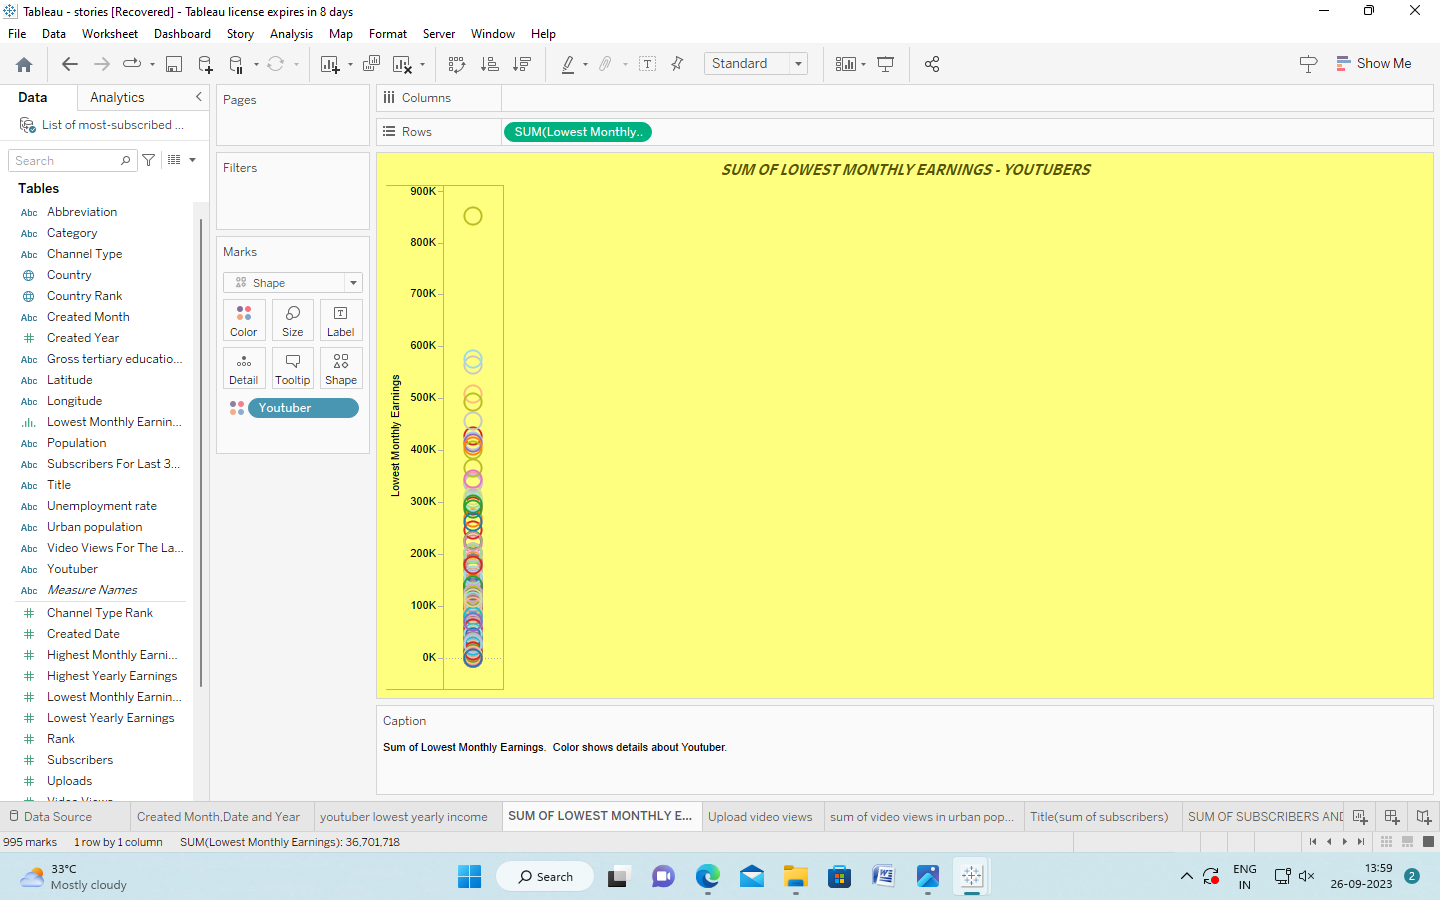 Tableau - stories [Recovered] - Tableau license expires in 8 days
File Data Worksheet Dashboard Story Analysis Map Format Server Window Help
Standard
Show Me
Data Analytics
List of most-subscribed ...
Search
Tables
Abc Abbreviation
Abc Category
Abc Channel Type
Country
Country Rank
Abc Created Month
# Created Year
Abc Gross tertiary educatio...
Abc Latitude
Abc Longitude
Lowest Monthly Earnin...
Abc Population
Abc Subscribers For Last 3...
Abc Title
Abc Unemployment rate
Abc Urban population
Abc Video Views For The La...
Abc Youtuber
Abc Measure Names
# Channel Type Rank
# Created Date
# Highest Monthly Earni...
# Highest Yearly Earnings
# Lowest Monthly Earnin...
# Lowest Yearly Earnings
# Rank
# Subscribers
# Uploads
Pages
Filters
Marks
Shape
Color Size Label
Detail Tooltip Shape
Youtuber
Columns
Rows
SUM(Lowest Monthly..
SUM OF LOWEST MONTHLY EARNINGS - YOUTUBERS
900K
800K
700K
600K
500K
400K
300K
200K
100K
0K
Lowest Monthly Earnings
Caption
Sum of Lowest Monthly Earnings. Color shows details about Youtuber.
Data Source Created Month,Date and Year youtuber lowest yearly income SUM OF LOWEST MONTHLY E... Upload video views sum of video views in urban pop... Title(sum of subscribers) SUM OF SUBSCRIBERS AND
995 marks 1 row by 1 column SUM(Lowest Monthly Earnings): 36,701,718
33°C
Mostly cloudy
Search
ENG
IN
13:59
26-09-2023
2